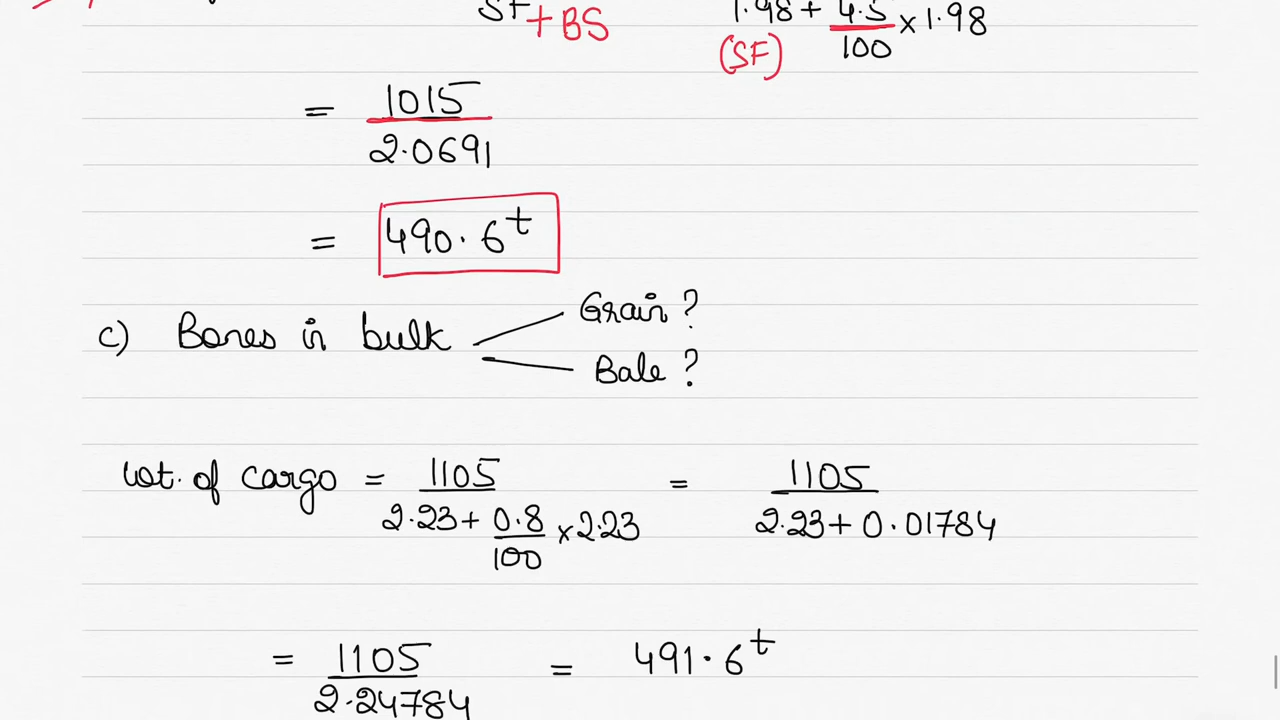 SF + BS 1.98 + 4.5/100 × 1.98
(SF)
= 1015/2.0691
= 490.6t
c) Bones in bulk Grain ?
Bale ?
Wt. of cargo = 1105/2.23 + 0.8/100 × 2.23 = 1105/2.23 + 0.01784
= 1105/2.24784 = 491.6t